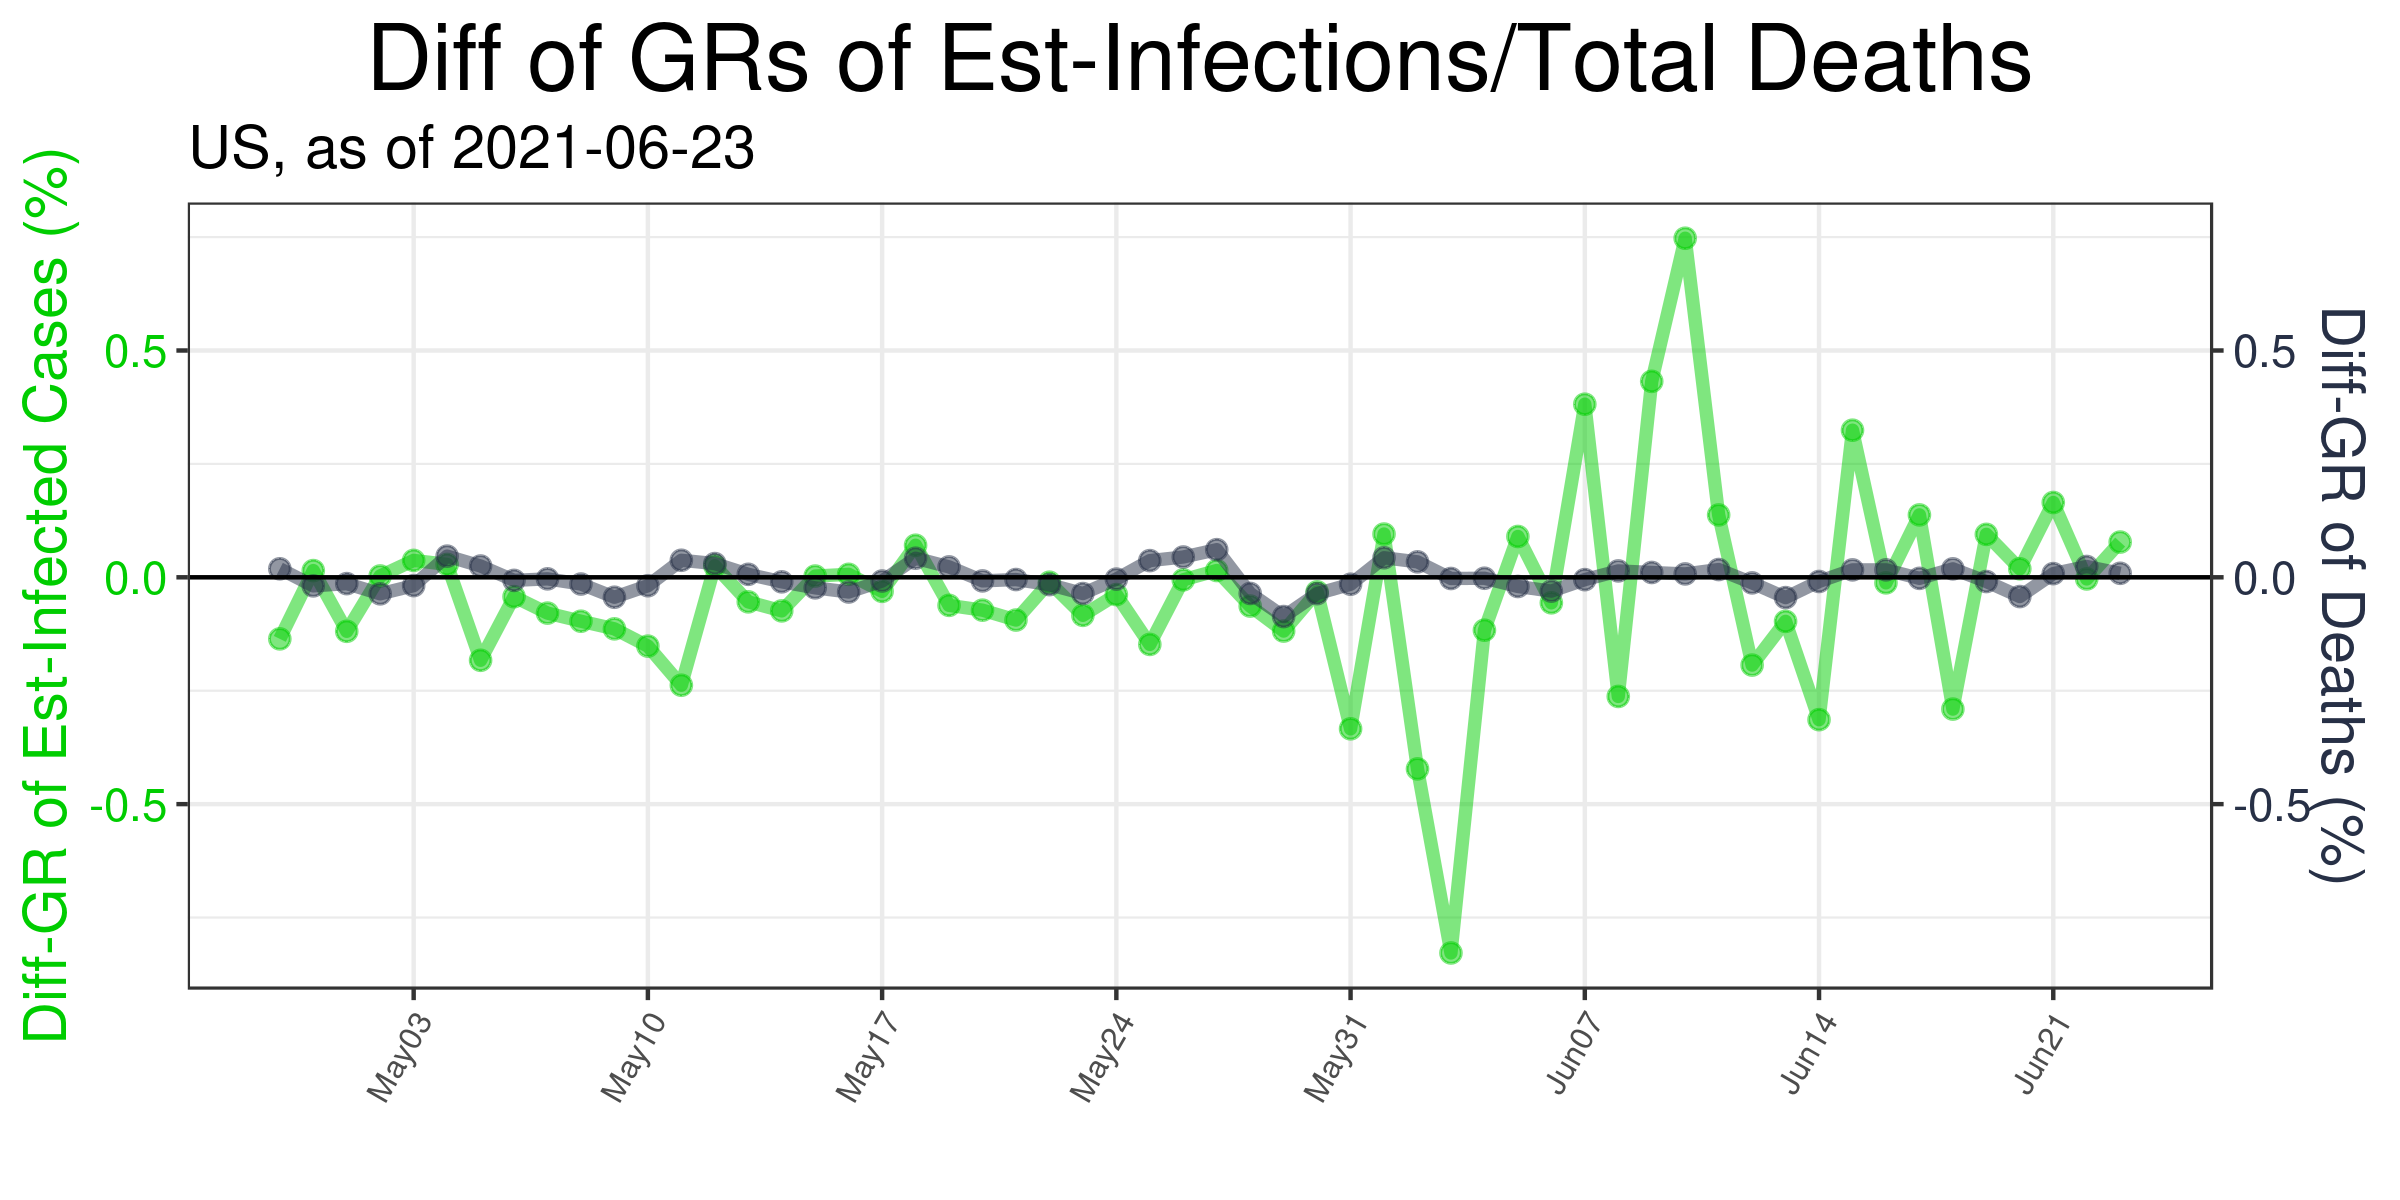 Diff of GRs of Est-Infections/Total Deaths
US, as of 2021-06-23
Diff-GR of Est-Infected Cases (%)
0.5
0.0
-0.5
0.5
0.0
-0.5
Diff-GR of Deaths (%)
May03
May10
May17
May24
May31
Jun07
Jun14
Jun21